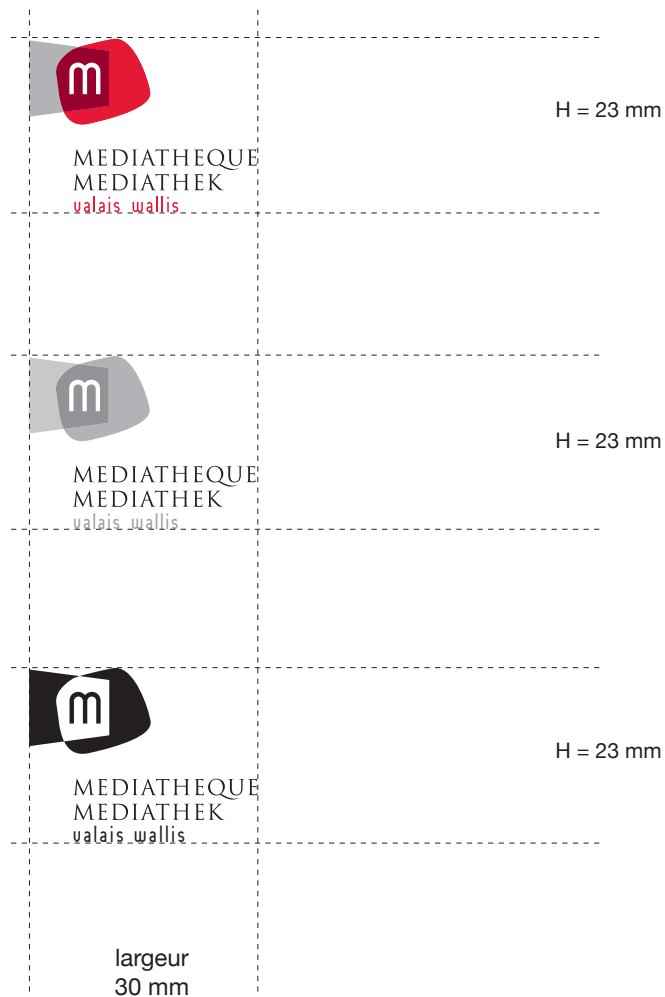 m
H = 23 mm
MEDIATHEQUE
MEDIATHEK
valais wallis
m
H = 23 mm
MEDIATHEQUE
MEDIATHEK
valais wallis
m
H = 23 mm
MEDIATHEQUE
MEDIATHEK
valais wallis
largeur
30 mm